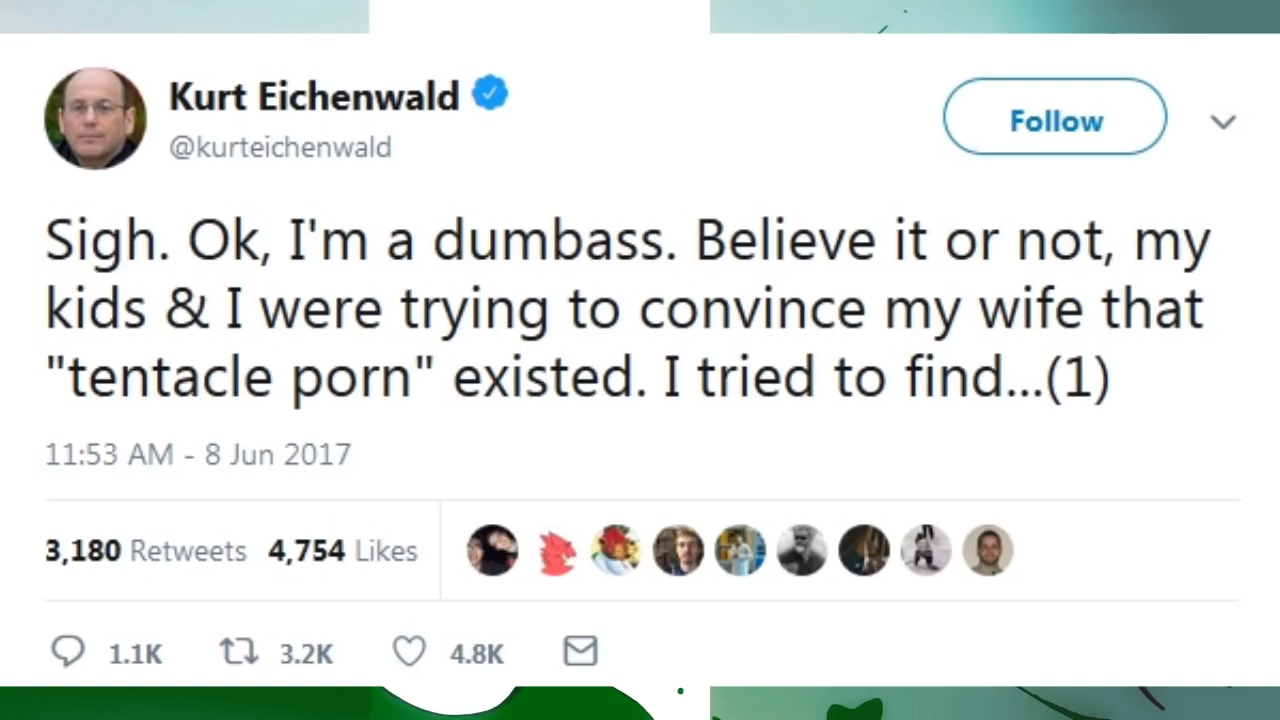 Kurt Eichenwald
@kurteichenwald
Follow
Sigh. Ok, I'm a dumbass. Believe it or not, my
kids & I were trying to convince my wife that
"tentacle porn" existed. I tried to find...(1)
11:53 AM - 8 Jun 2017
3,180 Retweets 4,754 Likes
1.1K 3.2K 4.8K